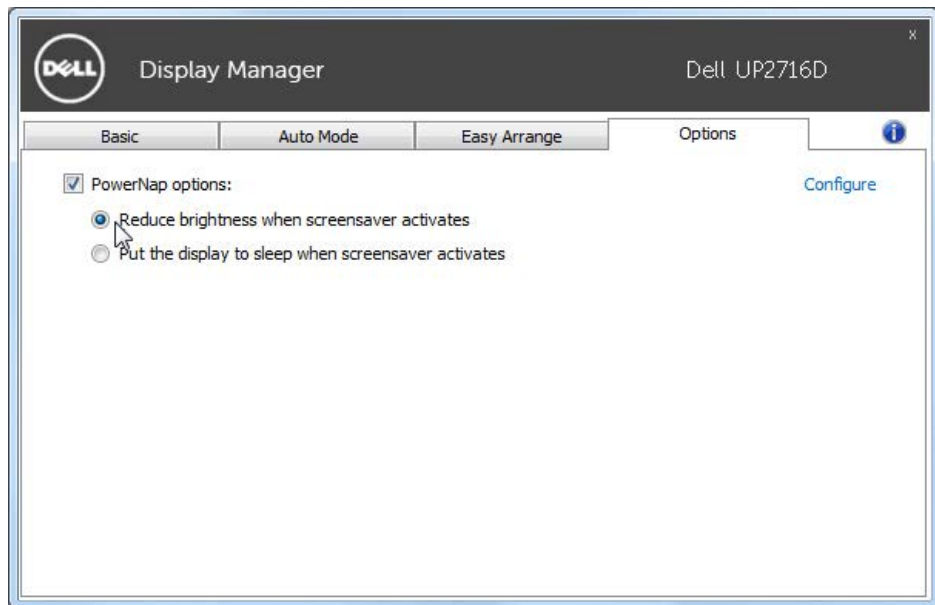 x
DELL Display Manager Dell UP2716D
Basic Auto Mode Easy Arrange Options i
PowerNap options: Configure
Reduce brightness when screensaver activates
Put the display to sleep when screensaver activates